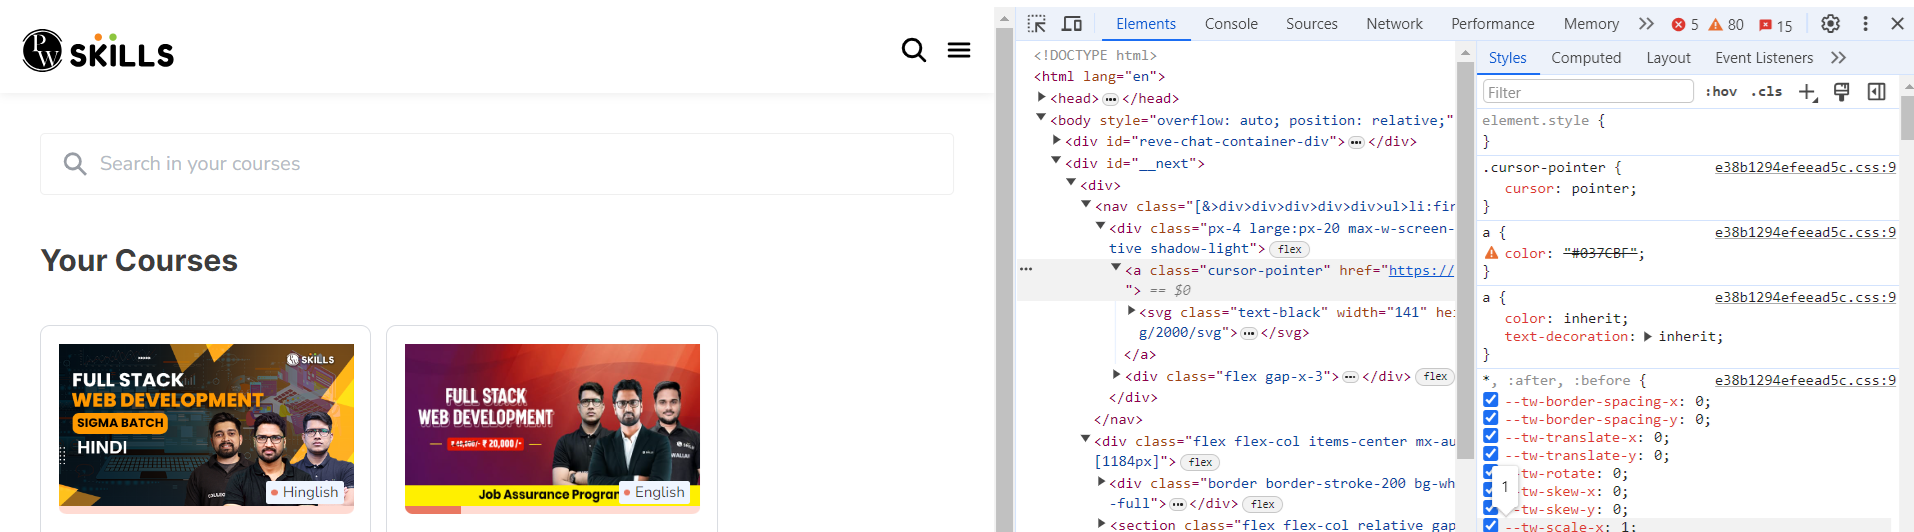 PW SKILLS
Search in your courses
Your Courses
SKILLS
FULL STACK
WEB DEVELOPMENT
SIGMA BATCH
HINDI
Hinglish
FULL STACK
WEB DEVELOPMENT
₹ 20,000/-
Job Assurance Program
English
Elements Console Sources Network Performance Memory 5 80 15
<!DOCTYPE html>
<html lang="en">
<head> ••• </head>
<body style="overflow: auto; position: relative;"
<div id="reve-chat-container-div"> ••• </div>
<div id="__next">
<div>
<nav class="[&>div>div>div>div>div>ul>li:fir
<div class="px-4 large:px-20 max-w-screen-
tive shadow-light"> flex
••• <a class="cursor-pointer" href="https://
"> == $0
<svg class="text-black" width="141" hei
g/2000/svg"> ••• </svg>
</a>
<div class="flex gap-x-3"> ••• </div> flex
</div>
</nav>
<div class="flex flex-col items-center mx-au
[1184px]"> flex
<div class="border border-stroke-200 bg-wh
-full"> ••• </div> flex
<section class="flex flex-col relative gap
Styles Computed Layout Event Listeners
Filter :hov .cls
element.style {
}
.cursor-pointer { e38b1294efeead5c.css:9
cursor: pointer;
}
a { e38b1294efeead5c.css:9
color: "#037CBF";
}
a { e38b1294efeead5c.css:9
color: inherit;
text-decoration: inherit;
}
*, :after, :before { e38b1294efeead5c.css:9
--tw-border-spacing-x: 0;
--tw-border-spacing-y: 0;
--tw-translate-x: 0;
--tw-translate-y: 0;
--tw-rotate: 0;
1
-tw-skew-x: 0;
-tw-skew-y: 0;
--tw-scale-x: 1;